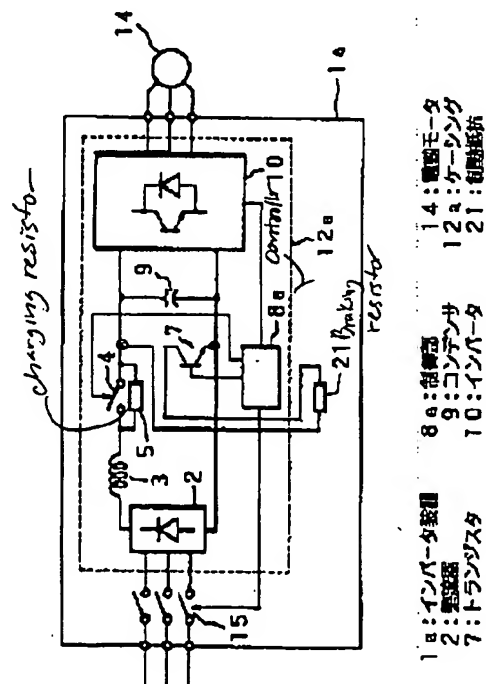 charging resistor
14
1a
4
9
10
controller
7
5
3
12a
8a
2
21 Braking
resistor
15
1a:インバータ装置 8a:制御部 14:電動モータ
2:整流器 9:コンデンサ 12a:ケーシング
7:トランジスタ 10:インバータ 21:制動抵抗